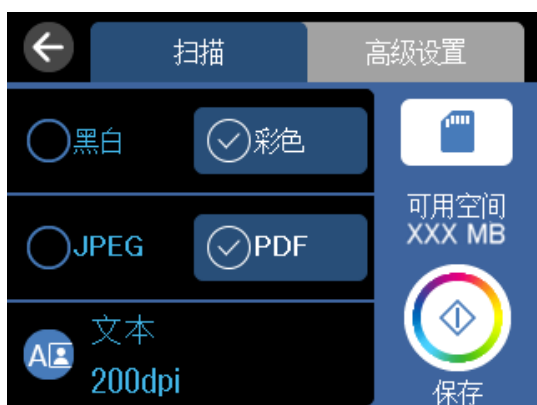 扫描
高级设置
黑白
彩色
JPEG
PDF
A
文本
200dpi
可用空间
XXX MB
保存